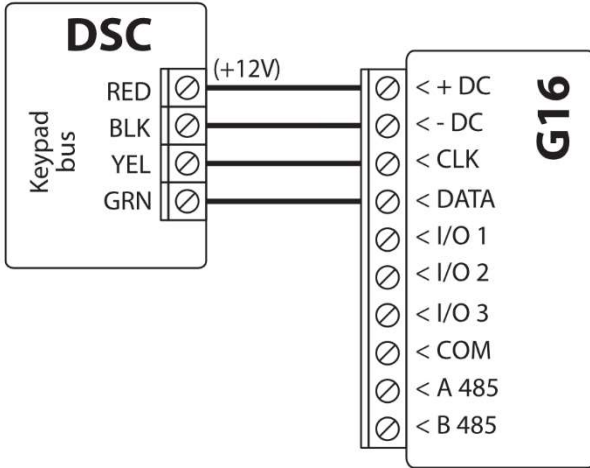 DSC
(+12V)
RED
BLK
YEL
GRN
Keypad
bus
G16
< + DC
< - DC
< CLK
< DATA
< I/O 1
< I/O 2
< I/O 3
< COM
< A 485
< B 485